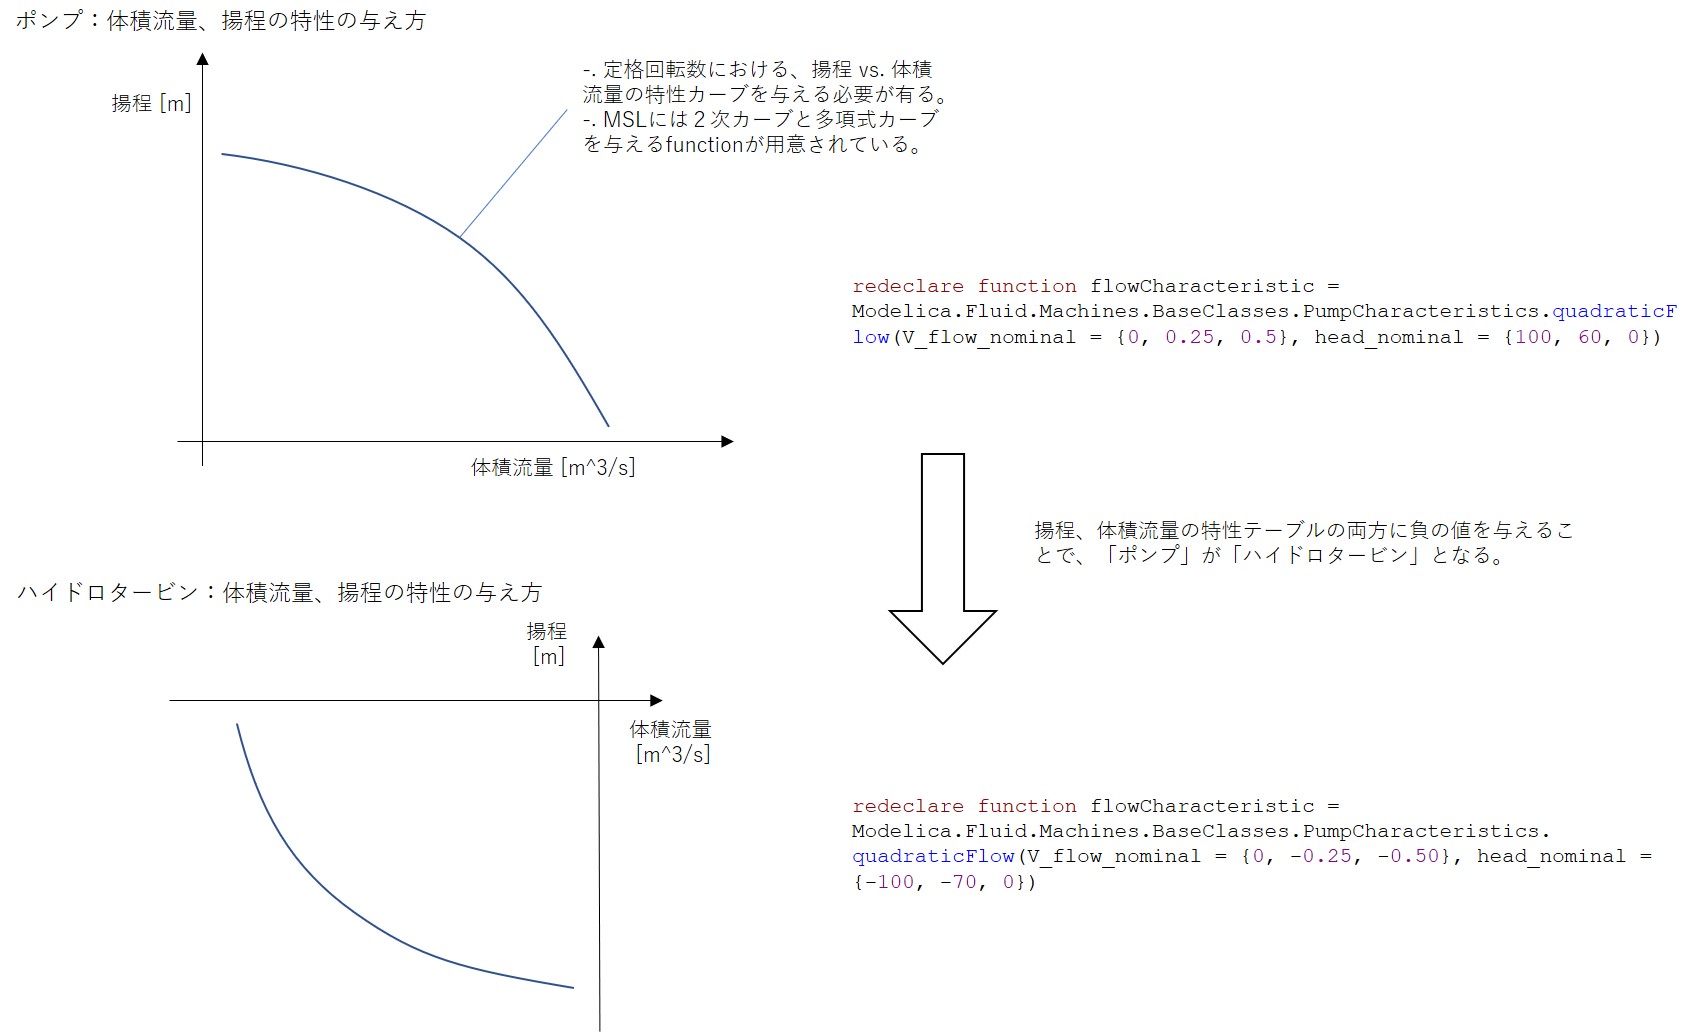 ポンプ：体積流量、揚程の特性の与え方
揚程 [m]
-. 定格回転数における、揚程 vs. 体積
流量の特性カーブを与える必要が有る。
-. MSLには２次カーブと多項式カーブ
を与えるfunctionが用意されている。
体積流量 [m^3/s]
redeclare function flowCharacteristic =
Modelica.Fluid.Machines.BaseClasses.PumpCharacteristics.quadraticF
low(V_flow_nominal = {0, 0.25, 0.5}, head_nominal = {100, 60, 0})
揚程、体積流量の特性テーブルの両方に負の値を与えるこ
とで、「ポンプ」が「ハイドロタービン」となる。
ハイドロタービン：体積流量、揚程の特性の与え方
揚程
[m]
体積流量
[m^3/s]
redeclare function flowCharacteristic =
Modelica.Fluid.Machines.BaseClasses.PumpCharacteristics.
quadraticFlow(V_flow_nominal = {0, -0.25, -0.50}, head_nominal =
{-100, -70, 0})